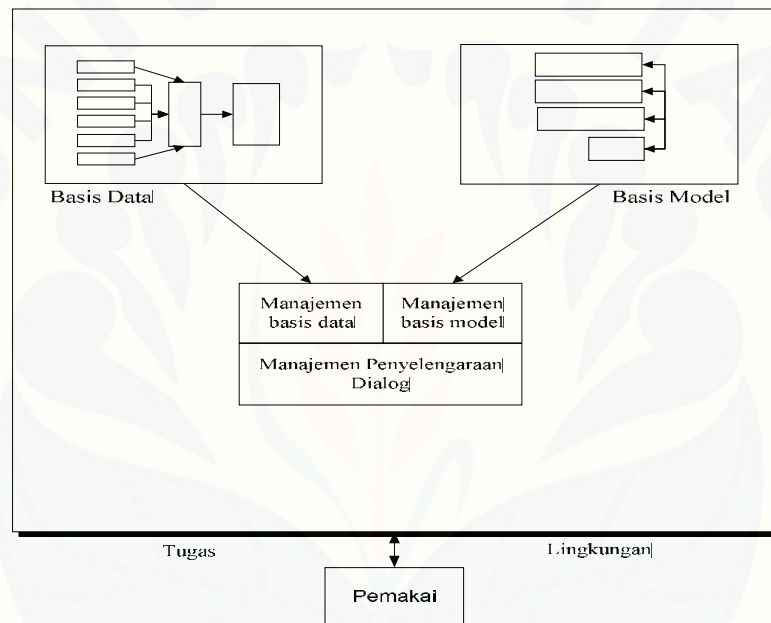 Basis Data
Basis Model
Manajemen
basis data
Manajemen
basis model
Manajemen Penyelengaraan
Dialog
Tugas
Lingkungan
Pemakai